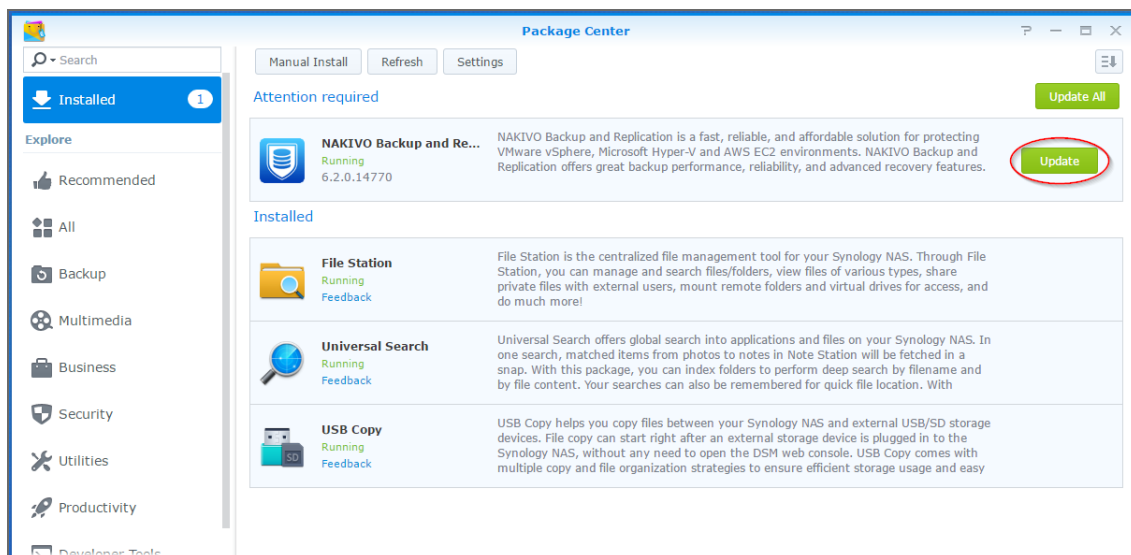 Package Center
Search
Manual Install
Refresh
Settings
Installed
1
Attention required
Update All
Explore
Recommended
All
Backup
Multimedia
Business
Security
Utilities
Productivity
Developer Tools
NAKIVO Backup and Re...
Running
6.2.0.14770
NAKIVO Backup and Replication is a fast, reliable, and affordable solution for protecting
VMware vSphere, Microsoft Hyper-V and AWS EC2 environments. NAKIVO Backup and
Replication offers great backup performance, reliability, and advanced recovery features.
Update
Installed
File Station
Running
Feedback
File Station is the centralized file management tool for your Synology NAS. Through File
Station, you can manage and search files/folders, view files of various types, share
private files with external users, mount remote folders and virtual drives for access, and
do much more!
Universal Search
Running
Feedback
Universal Search offers global search into applications and files on your Synology NAS. In
one search, matched items from photos to notes in Note Station will be fetched in a
snap. With this package, you can index folders to perform deep search by filename and
by file content. Your searches can also be remembered for quick file location. With
USB Copy
Running
Feedback
SD
USB Copy helps you copy files between your Synology NAS and external USB/SD storage
devices. File copy can start right after an external storage device is plugged in to the
Synology NAS, without any need to open the DSM web console. USB Copy comes with
multiple copy and file organization strategies to ensure efficient storage usage and easy